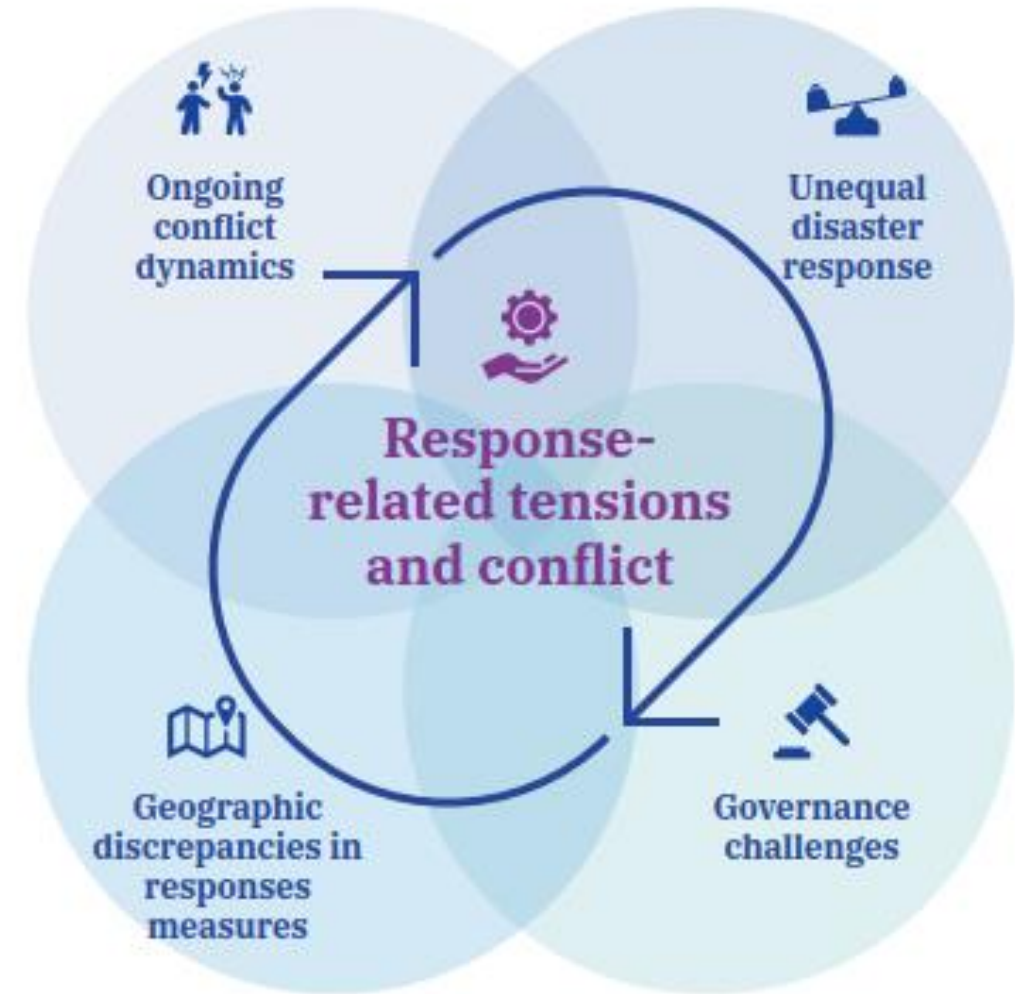 Ongoing
conflict
dynamics
Unequal
disaster
response
Response-
related tensions
and conflict
Geographic
discrepancies in
responses
measures
Governance
challenges